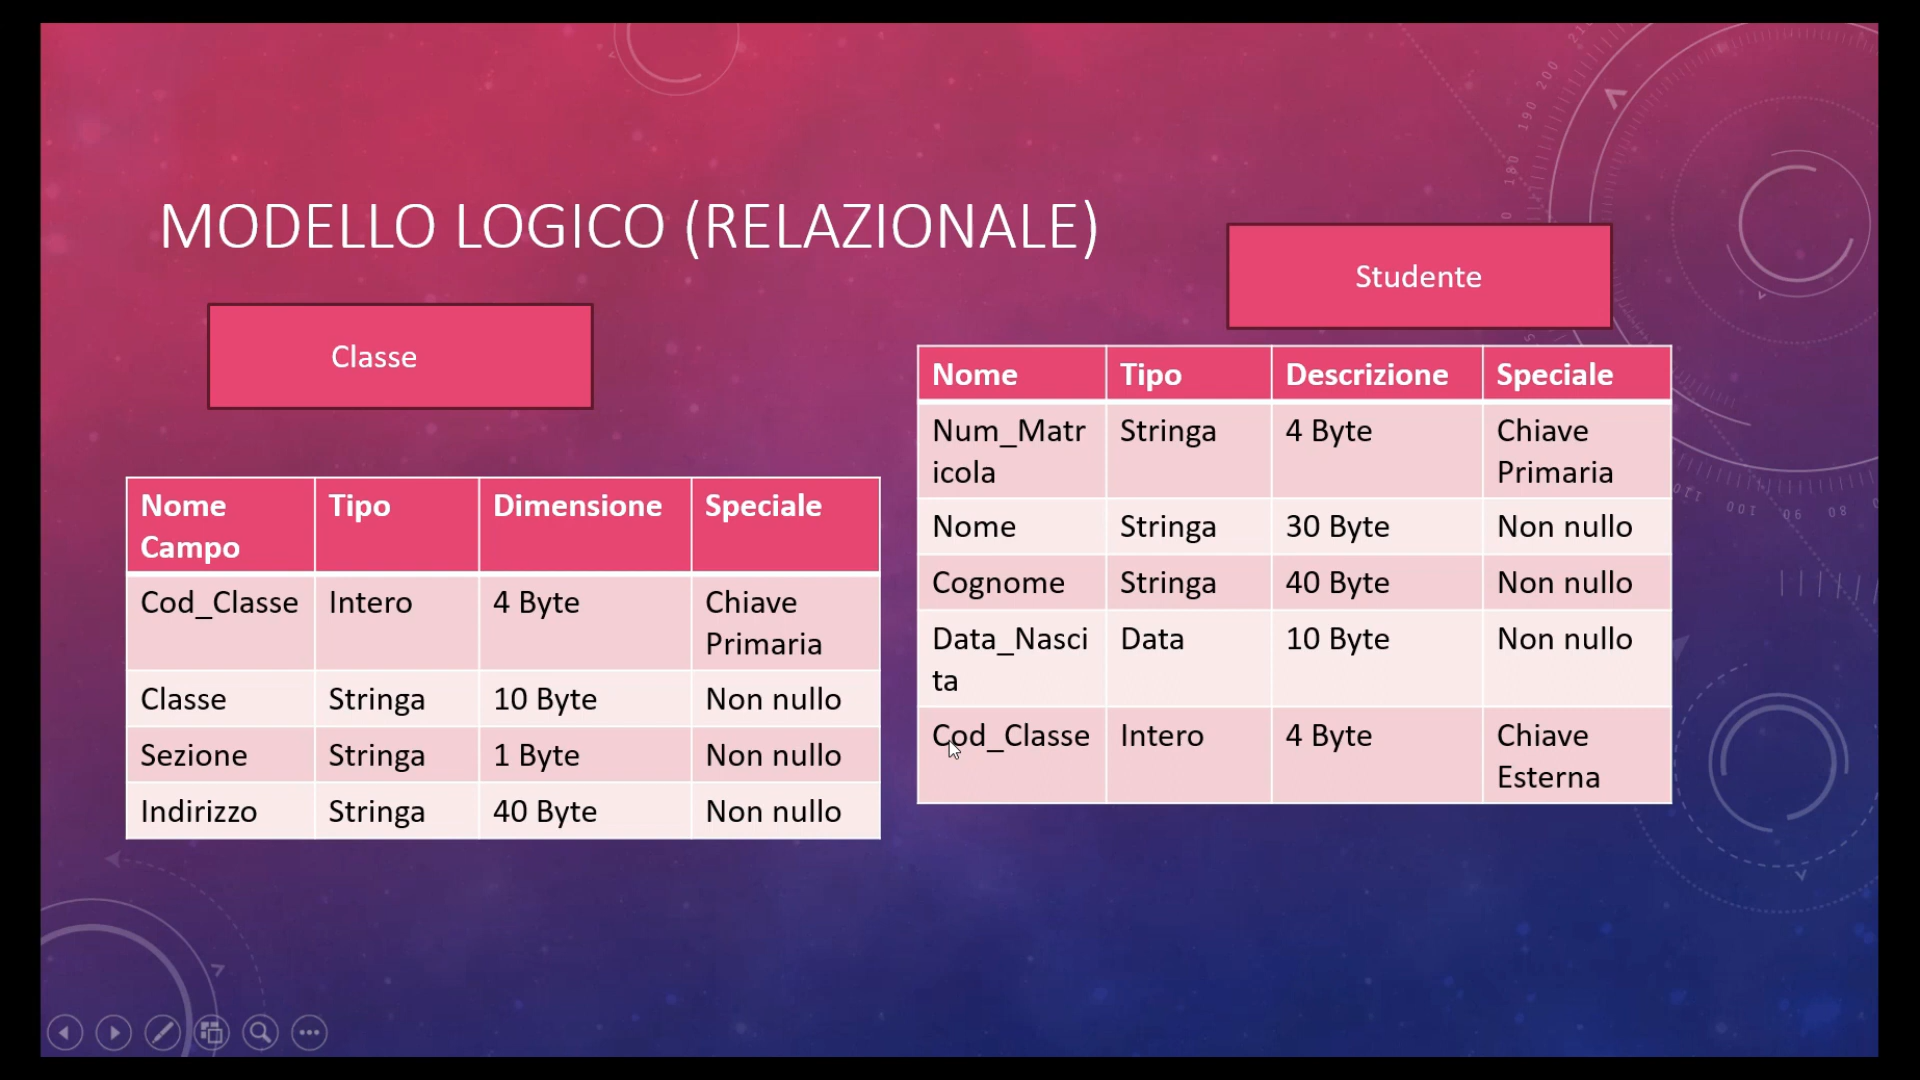 MODELLO LOGICO (RELAZIONALE)
Classe
Nome Campo Tipo Dimensione Speciale
Cod_Classe Intero 4 Byte Chiave Primaria
Classe Stringa 10 Byte Non nullo
Sezione Stringa 1 Byte Non nullo
Indirizzo Stringa 40 Byte Non nullo
Studente
Nome Tipo Descrizione Speciale
Num_Matricola Stringa 4 Byte Chiave Primaria
Nome Stringa 30 Byte Non nullo
Cognome Stringa 40 Byte Non nullo
Data_Nascita Data 10 Byte Non nullo
Cod_Classe Intero 4 Byte Chiave Esterna